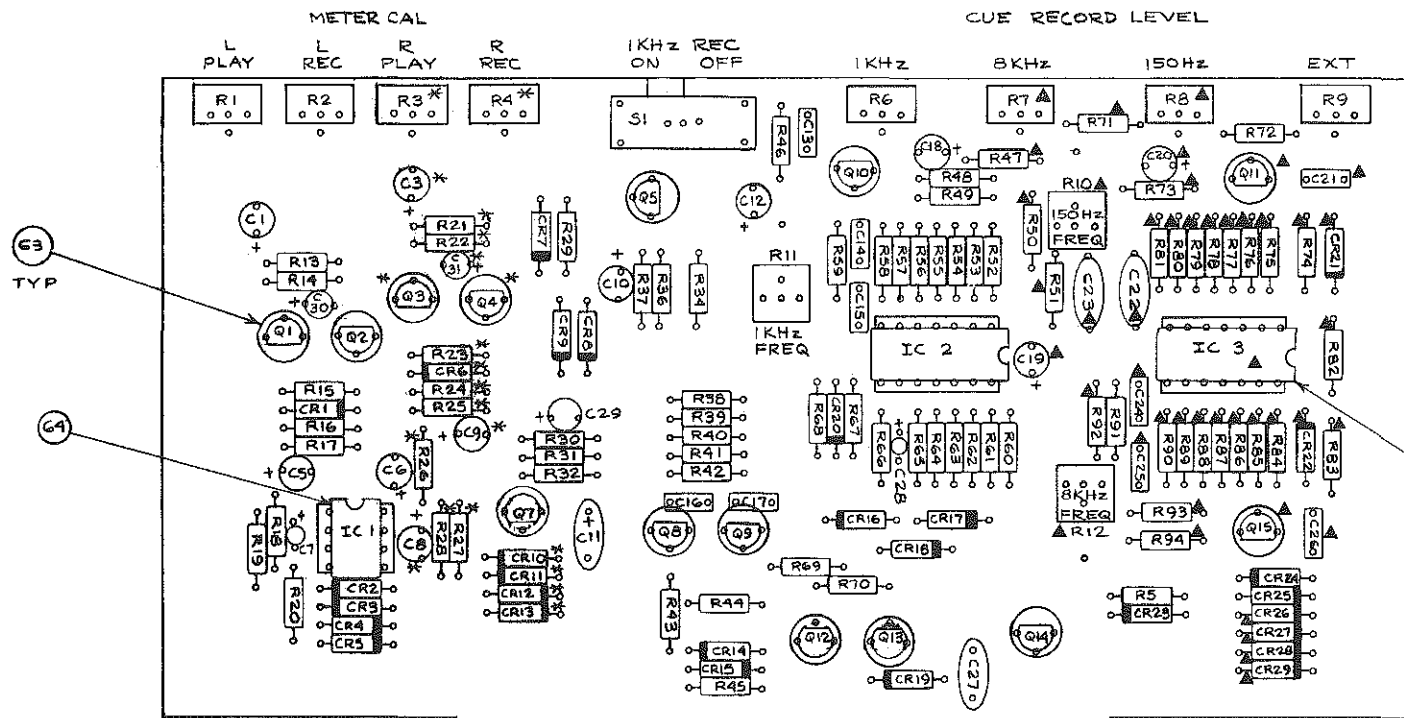 METER CAL
CUE RECORD LEVEL
L PLAY
L REC
R PLAY
R REC
1KHz REC
ON OFF
1KHz
8KHz
150Hz
EXT
R1
R2
R3*
R4*
S1
R46
C13
R6
R7
R71
R8
R72
R9
C1
+
C3
*
R21
R22
C31
CR7
R29
Q5
C12
Q10
C18
R47
R48
R49
R50
R10
150Hz
FREQ
C20
R73
Q11
C21
63
TYP
R13
R14
C30
Q1
Q2
Q3
Q4
CR9
CR8
C10
R37
R36
R34
R11
1KHz
FREQ
R59
C14
C15
R58
R57
R56
R55
R54
R53
R52
R51
C23
C22
R81
R80
R79
R78
R77
R76
R75
R74
CR21
IC 2
C19
IC 3
R82
R15
CR1
R16
R17
R23
CR6
R24
R25
C9
C29
R30
R31
R32
R38
R39
R40
R41
R42
R68
CR20
R67
R66
C28
R65
R64
R63
R62
R61
R60
R92
R91
C24
C25
R90
R89
R88
R87
R86
R85
R84
CR22
R83
64
C5
C6
R26
R19
R18
C7
IC 1
C8
R28
R27
Q7
C11
C16
C17
Q8
Q9
CR16
CR17
CR18
8KHz
FREQ
R12
R93
R94
Q15
C26
R20
CR2
CR3
CR4
CR5
CR10
CR11
CR12
CR13
R43
R44
R69
R70
CR14
CR15
R45
Q12
Q13
CR19
C27
Q14
R5
CR23
CR24
CR25
CR26
CR27
CR28
CR29